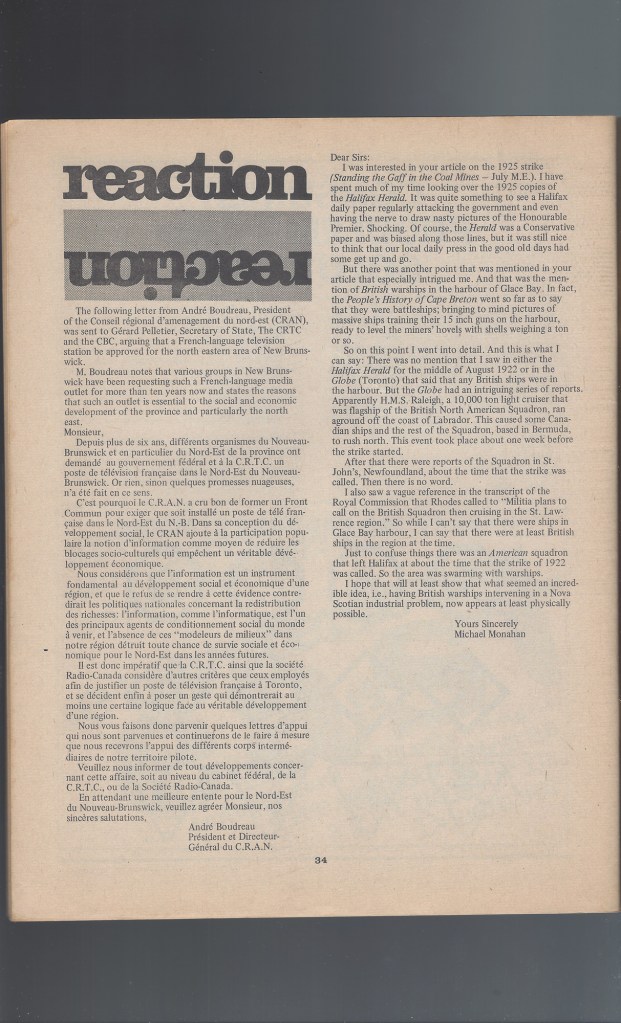 reaction
reaction
The following letter from André Boudreau, President
of the Conseil régional d'amenagement du nord-est (CRAN),
was sent to Gérard Pelletier, Secretary of State, The CRTC
and the CBC, arguing that a French-language television
station be approved for the north eastern area of New Bruns-
wick.
M. Boudreau notes that various groups in New Bruns-
wick have been requesting such a French-language media
outlet for more than ten years now and states the reasons
that such an outlet is essential to the social and economic
development of the province and particularly the north
east.
Monsieur,
Depuis plus de six ans, différents organismes du Nouveau-
Brunswick et en particulier du Nord-Est de la province ont
demandé au gouvernement fédéral et à la C.R.T.C. un
poste de télévision française dans le Nord-Est du Nouveau-
Brunswick. Or rien, sinon quelques promesses nuageuses,
n'a été fait en ce sens.
C'est pourquoi le C.R.A.N. a cru bon de former un Front
Commun pour exiger que soit installé un poste de télé fran-
çaise dans le Nord-Est du N.-B. Dans sa conception du dé-
veloppement social, le CRAN ajoute à la participation popu-
laire la notion d'information comme moyen de réduire les
blocages socio-culturels qui empêchent un véritable déve-
loppement économique.
Nous considérons que l'information est un instrument
fondamental au développement social et économique d'une
région, et que le refus de se rendre à cette évidence contre-
dirait les politiques nationales concernant la redistribution
des richesses: l'information, comme l'informatique, est l'un
des principaux agents de conditionnement social du monde
à venir, et l'absence de ces "modeleurs de milieux" dans
notre région détruit toute chance de survie sociale et éco-
nomique pour le Nord-Est dans les années futures.
Il est donc impératif que la C.R.T.C. ainsi que la société
Radio-Canada considère d'autres critères que ceux employés
afin de justifier un poste de télévision française à Toronto,
et se décident enfin à poser un geste qui démontrerait au
moins une certaine logique face au véritable développement
d'une région.
Nous vous faisons donc parvenir quelques lettres d'appui
qui nous sont parvenues et continuerons de le faire à mesure
que nous recevrons l'appui des différents corps intermé-
diaires de notre territoire pilote.
Veuillez nous informer de tout développements concer-
nant cette affaire, soit au niveau du cabinet fédéral, de la
C.R.T.C., ou de la Société Radio-Canada.
En attendant une meilleure entente pour le Nord-Est
du Nouveau-Brunswick, veuillez agréer Monsieur, nos
sincères salutations,
André Boudreau
Président et Directeur-
Général du C.R.A.N.
Dear Sirs:
I was interested in your article on the 1925 strike
(Standing the Gaff in the Coal Mines – July M.E.). I have
spent much of my time looking over the 1925 copies of
the Halifax Herald. It was quite something to see a Halifax
daily paper regularly attacking the government and even
having the nerve to draw nasty pictures of the Honourable
Premier. Shocking. Of course, the Herald was a Conservative
paper and was biased along those lines, but it was still nice
to think that our local daily press in the good old days had
some get up and go.
But there was another point that was mentioned in your
article that especially intrigued me. And that was the men-
tion of British warships in the harbour of Glace Bay. In fact,
the People's History of Cape Breton went so far as to say
that they were battleships; bringing to mind pictures of
massive ships training their 15 inch guns on the harbour,
ready to level the miners' hovels with shells weighing a ton
or so.
So on this point I went into detail. And this is what I
can say: There was no mention that I saw in either the
Halifax Herald for the middle of August 1922 or in the
Globe (Toronto) that said that any British ships were in
the harbour. But the Globe had an intriguing series of reports.
Apparently H.M.S. Raleigh, a 10,000 ton light cruiser that
was flagship of the British North American Squadron, ran
aground off the coast of Labrador. This caused some Cana-
dian ships and the rest of the Squadron, based in Bermuda,
to rush north. This event took place about one week before
the strike started.
After that there were reports of the Squadron in St.
John's, Newfoundland, about the time that the strike was
called. Then there is no word.
I also saw a vague reference in the transcript of the
Royal Commission that Rhodes called to "Militia plans to
call on the British Squadron then cruising in the St. Law-
rence region." So while I can't say that there were ships in
Glace Bay harbour, I can say that there were at least British
ships in the region at the time.
Just to confuse things there was an American squadron
that left Halifax at about the time that the strike of 1922
was called. So the area was swarming with warships.
I hope that will at least show that what seemed an incred-
ible idea, i.e., having British warships intervening in a Nova
Scotian industrial problem, now appears at least physically
possible.
Yours Sincerely
Michael Monahan
34